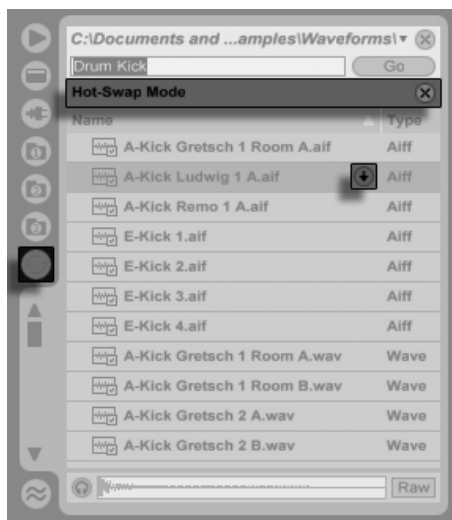 C:\Documents and ...amples\Waveforms\
Drum Kick Go
Hot-Swap Mode
Name Type
A-Kick Gretsch 1 Room A.aif Aiff
A-Kick Ludwig 1 A.aif Aiff
A-Kick Remo 1 A.aif Aiff
E-Kick 1.aif Aiff
E-Kick 2.aif Aiff
E-Kick 3.aif Aiff
E-Kick 4.aif Aiff
A-Kick Gretsch 1 Room A.wav Wave
A-Kick Gretsch 1 Room B.wav Wave
A-Kick Gretsch 2 A.wav Wave
A-Kick Gretsch 2 B.wav Wave
Raw
1
2
3